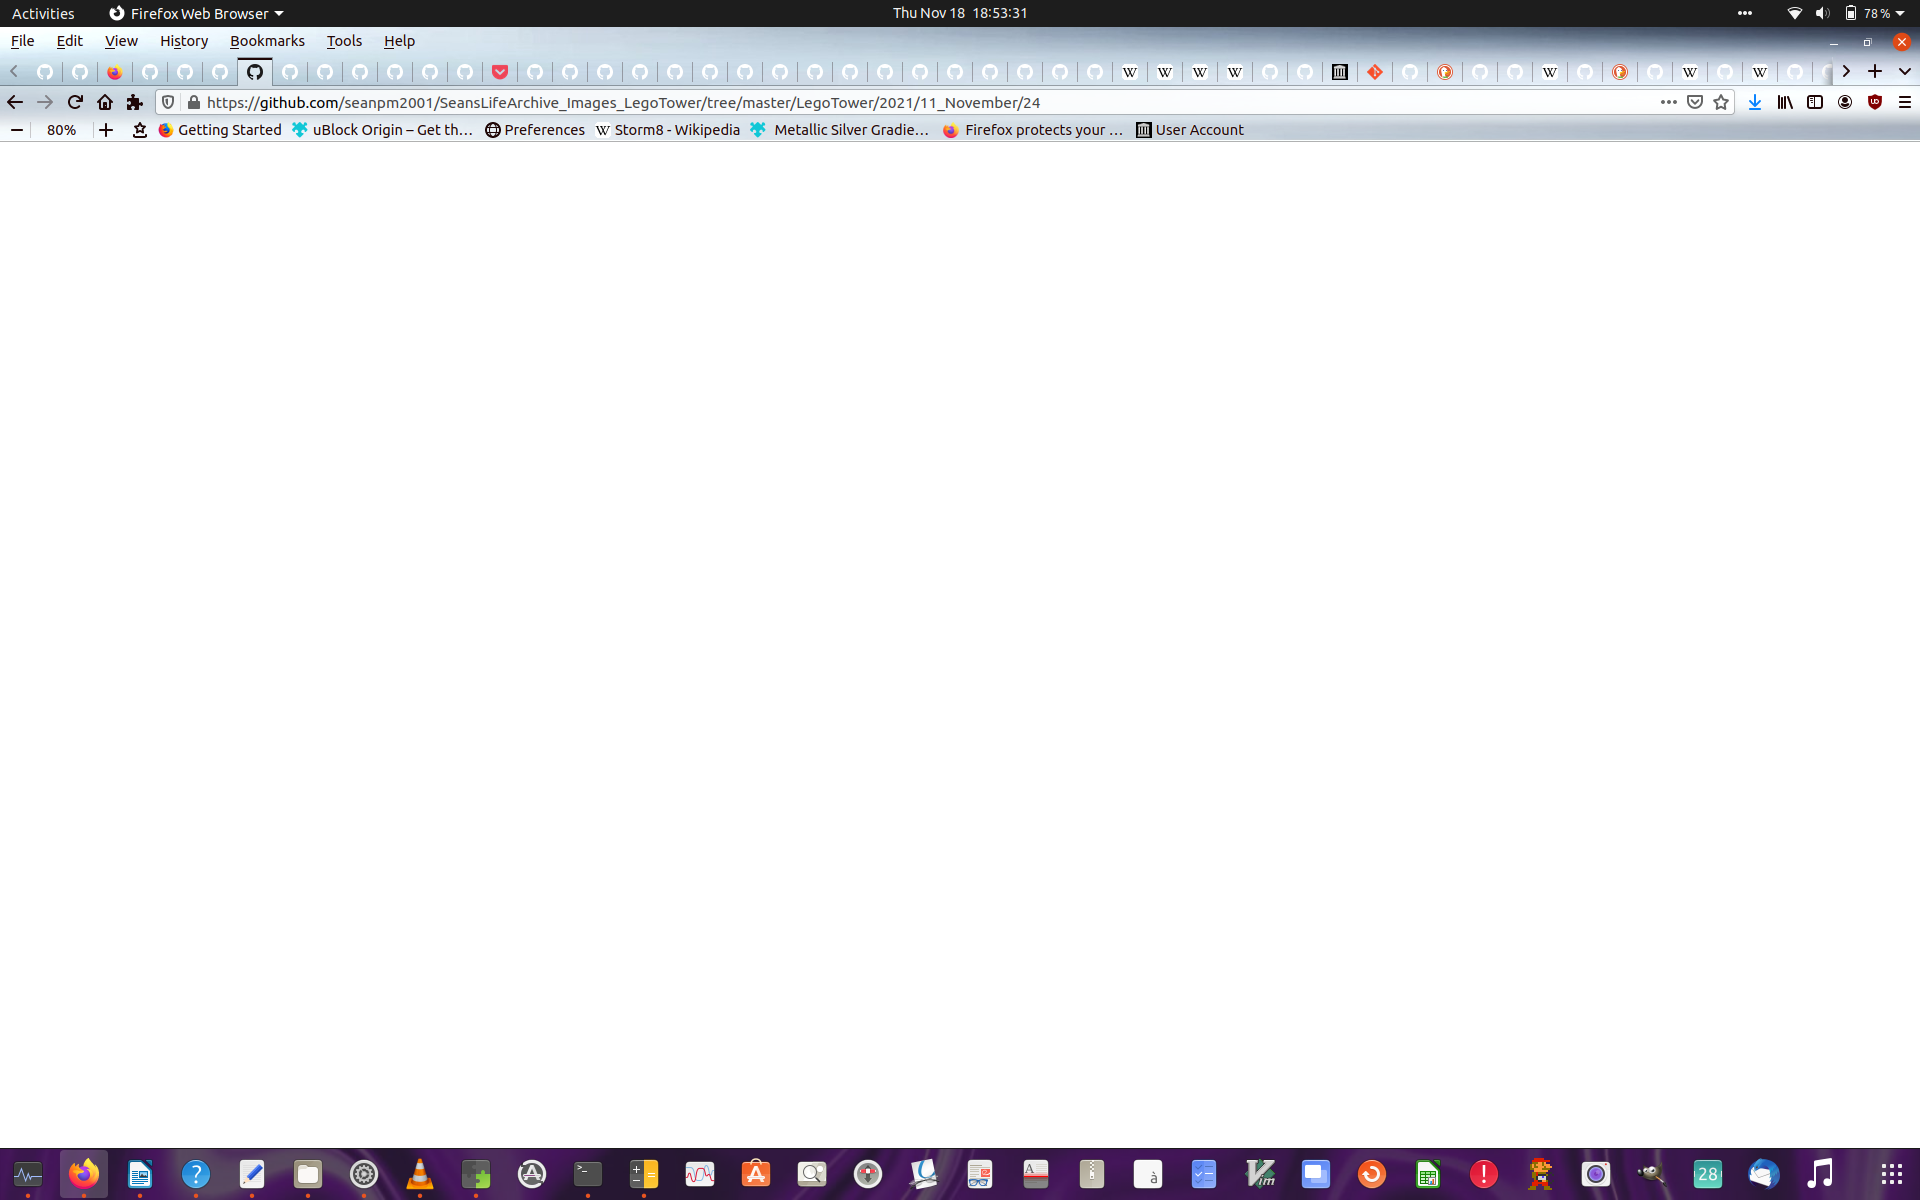 Activities Firefox Web Browser Thu Nov 18 18:53:31 78 %
File Edit View History Bookmarks Tools Help
https://github.com/seanpm2001/SeansLifeArchive_Images_LegoTower/tree/master/LegoTower/2021/11_November/24
80% Getting Started uBlock Origin – Get th… Preferences Storm8 - Wikipedia Metallic Silver Gradie… Firefox protects your … User Account
28